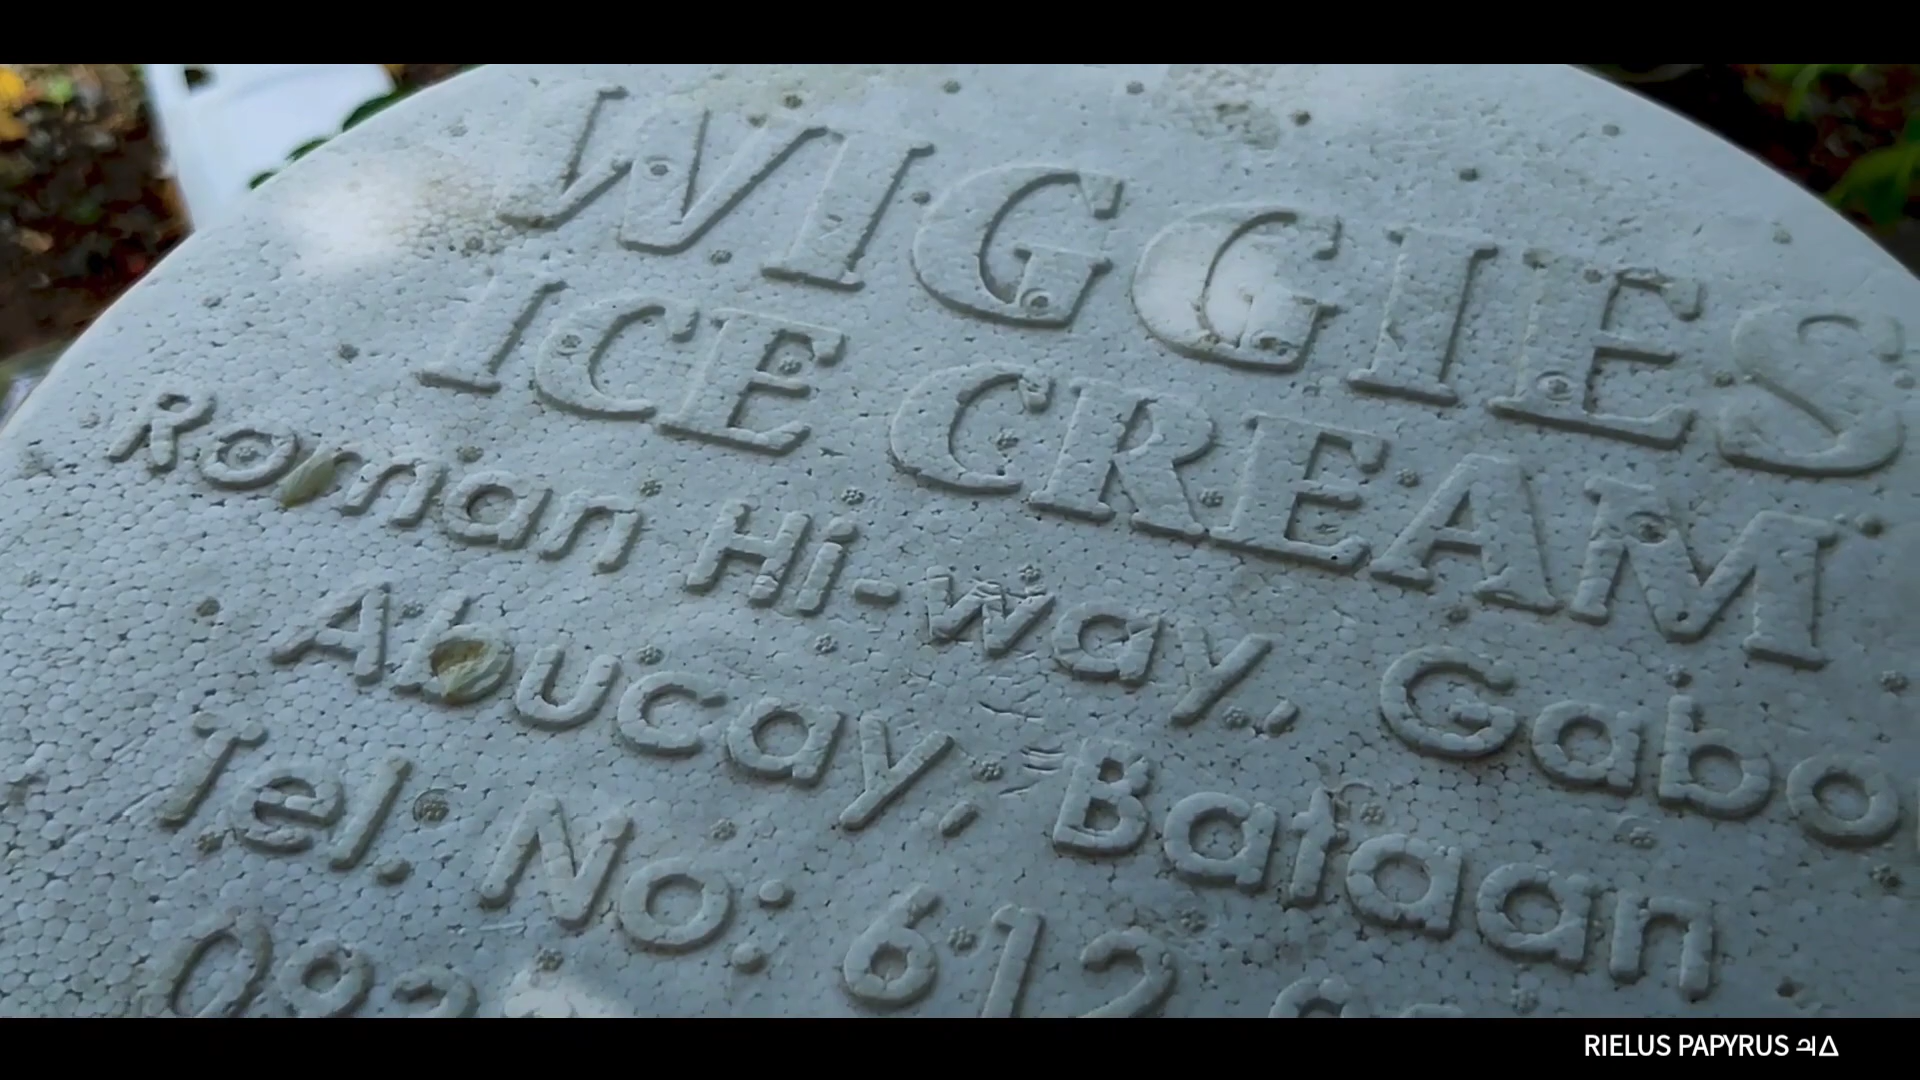 WIGGIES
ICE CREAM
Roman Hi-way, Gabo
Abucay, Bataan
Tel. No: 612
RIELUS PAPYRUS ♃Δ